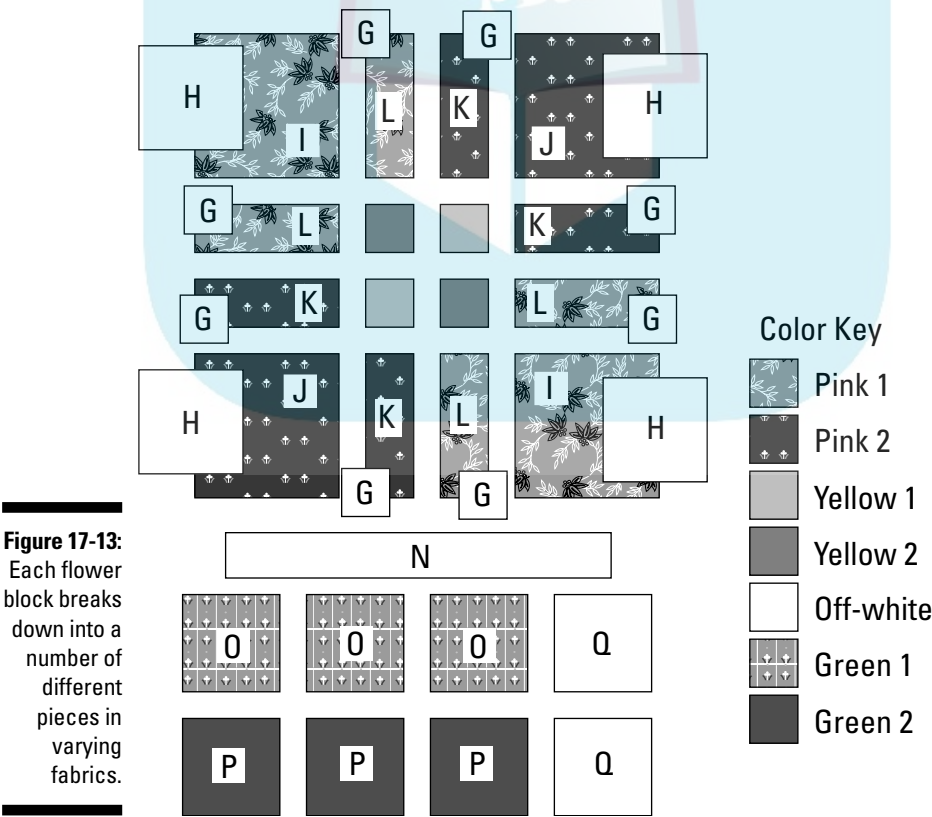 G
G
H
I
L
K
J
H
G
L
K
G
G
K
L
G
H
J
K
L
I
H
G
G
N
O
O
O
Q
P
P
P
Q
Color Key
Pink 1
Pink 2
Yellow 1
Yellow 2
Off-white
Green 1
Green 2
Figure 17-13:
Each flower
block breaks
down into a
number of
different
pieces in
varying
fabrics.